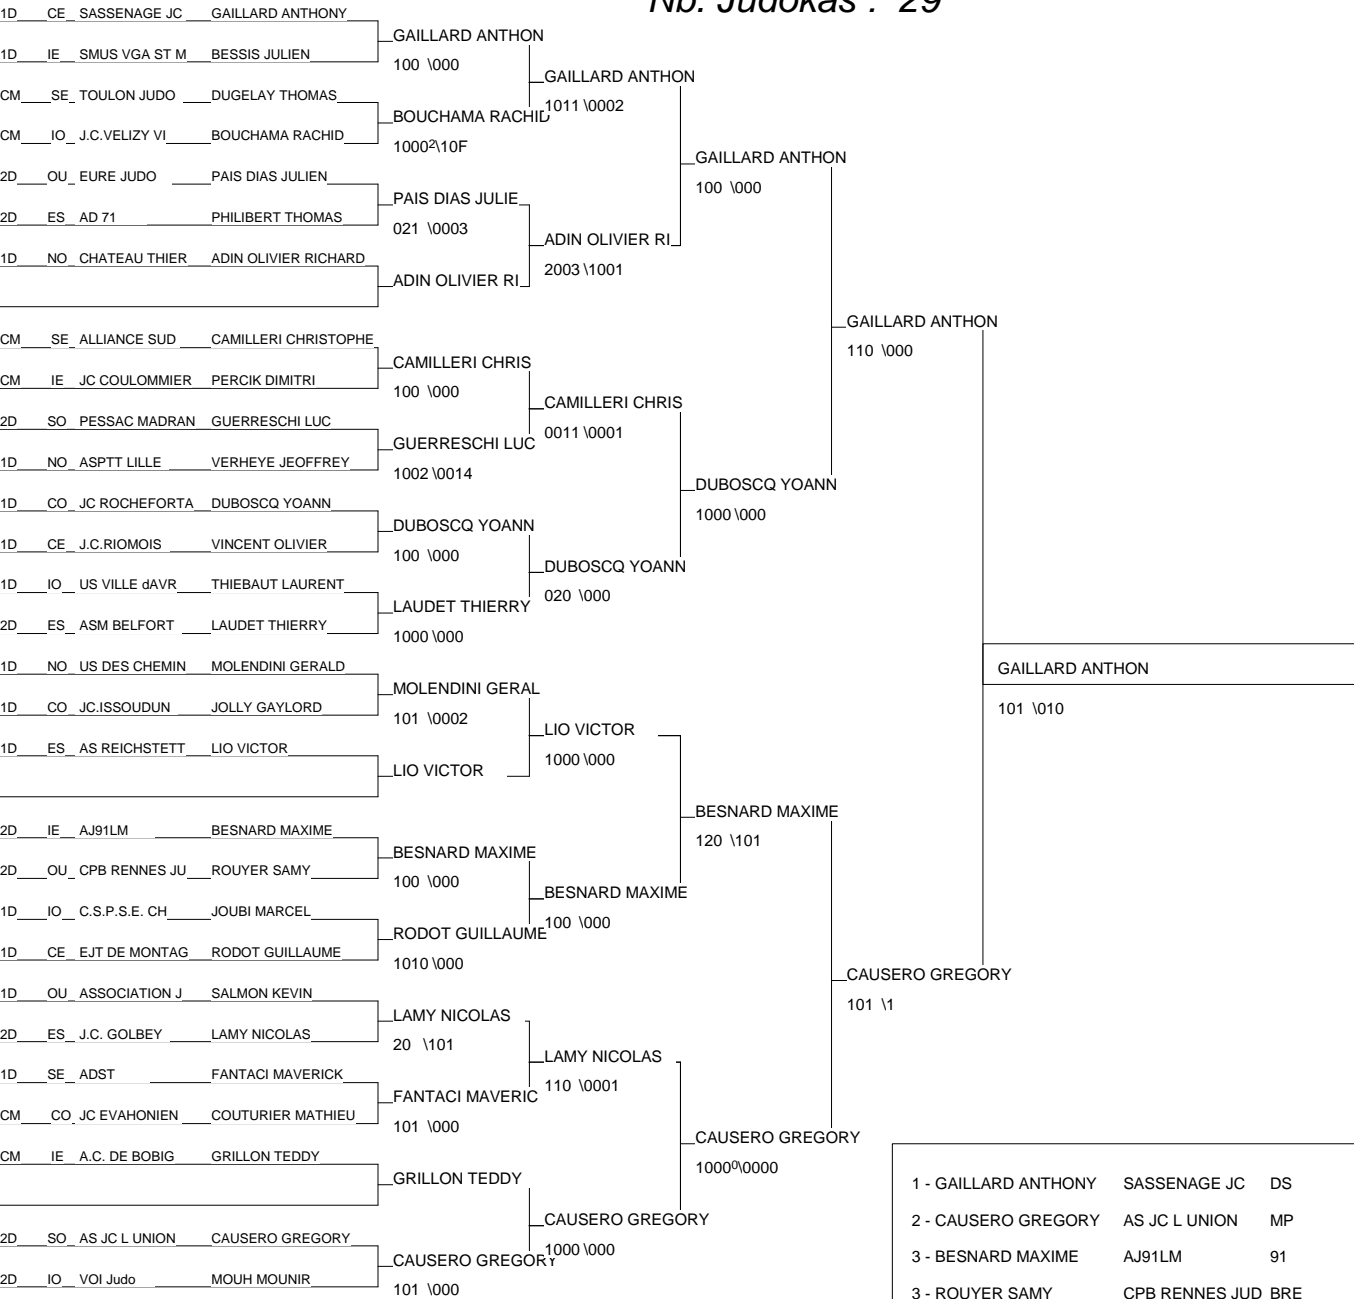 Nb. Judokas : 29
1D CE SASSENAGE JC GAILLARD ANTHONY
GAILLARD ANTHON
1D IE SMUS VGA ST M BESSIS JULIEN
100 \000
GAILLARD ANTHON
CM SE TOULON JUDO DUGELAY THOMAS
1011 \0002
BOUCHAMA RACHID
CM IO J.C.VELIZY VI BOUCHAMA RACHID
1000²\10F
GAILLARD ANTHON
2D OU EURE JUDO PAIS DIAS JULIEN
100 \000
PAIS DIAS JULIE
2D ES AD 71 PHILIBERT THOMAS
021 \0003
ADIN OLIVIER RI
1D NO CHATEAU THIER ADIN OLIVIER RICHARD
2003 \1001
ADIN OLIVIER RI
GAILLARD ANTHON
CM SE ALLIANCE SUD CAMILLERI CHRISTOPHE
110 \000
CAMILLERI CHRIS
CM IE JC COULOMMIER PERCIK DIMITRI
100 \000
CAMILLERI CHRIS
2D SO PESSAC MADRAN GUERRESCHI LUC
0011 \0001
GUERRESCHI LUC
1D NO ASPTT LILLE VERHEYE JEOFFREY
1002 \0014
DUBOSCQ YOANN
1D CO JC ROCHEFORTA DUBOSCQ YOANN
1000 \000
DUBOSCQ YOANN
1D CE J.C.RIOMOIS VINCENT OLIVIER
100 \000
DUBOSCQ YOANN
1D IO US VILLE dAVR THIEBAUT LAURENT
020 \000
LAUDET THIERRY
2D ES ASM BELFORT LAUDET THIERRY
1000 \000
1D NO US DES CHEMIN MOLENDINI GERALD
GAILLARD ANTHON
MOLENDINI GERAL
1D CO JC.ISSOUDUN JOLLY GAYLORD
101 \010
101 \0002
LIO VICTOR
1D ES AS REICHSTETT LIO VICTOR
1000 \000
LIO VICTOR
BESNARD MAXIME
2D IE AJ91LM BESNARD MAXIME
120 \101
BESNARD MAXIME
2D OU CPB RENNES JU ROUYER SAMY
100 \000
BESNARD MAXIME
1D IO C.S.P.S.E. CH JOUBI MARCEL
100 \000
RODOT GUILLAUME
1D CE EJT DE MONTAG RODOT GUILLAUME
1010 \000
CAUSERO GREGORY
1D OU ASSOCIATION J SALMON KEVIN
101 \1
LAMY NICOLAS
2D ES J.C. GOLBEY LAMY NICOLAS
20 \101
LAMY NICOLAS
1D SE ADST FANTACI MAVERICK
110 \0001
FANTACI MAVERIC
CM CO JC EVAHONIEN COUTURIER MATHIEU
101 \000
CAUSERO GREGORY
CM IE A.C. DE BOBIG GRILLON TEDDY
1000⁰\0000
GRILLON TEDDY
1 - GAILLARD ANTHONY SASSENAGE JC DS
CAUSERO GREGORY
2 - CAUSERO GREGORY AS JC L UNION MP
2D SO AS JC L UNION CAUSERO GREGORY
1000 \000
3 - BESNARD MAXIME AJ91LM 91
CAUSERO GREGORY
2D IO VOI Judo MOUH MOUNIR
101 \000
3 - ROUYER SAMY CPB RENNES JUD BRE